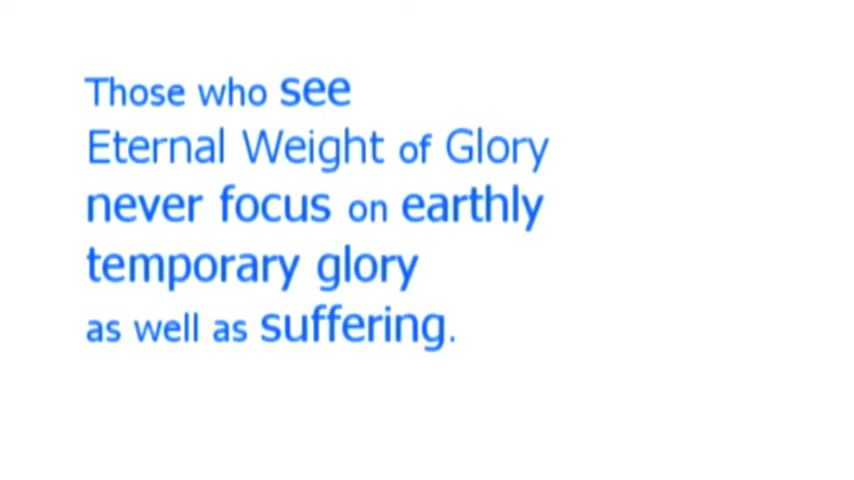 Those who see
Eternal Weight of Glory
never focus on earthly
temporary glory
as well as suffering.